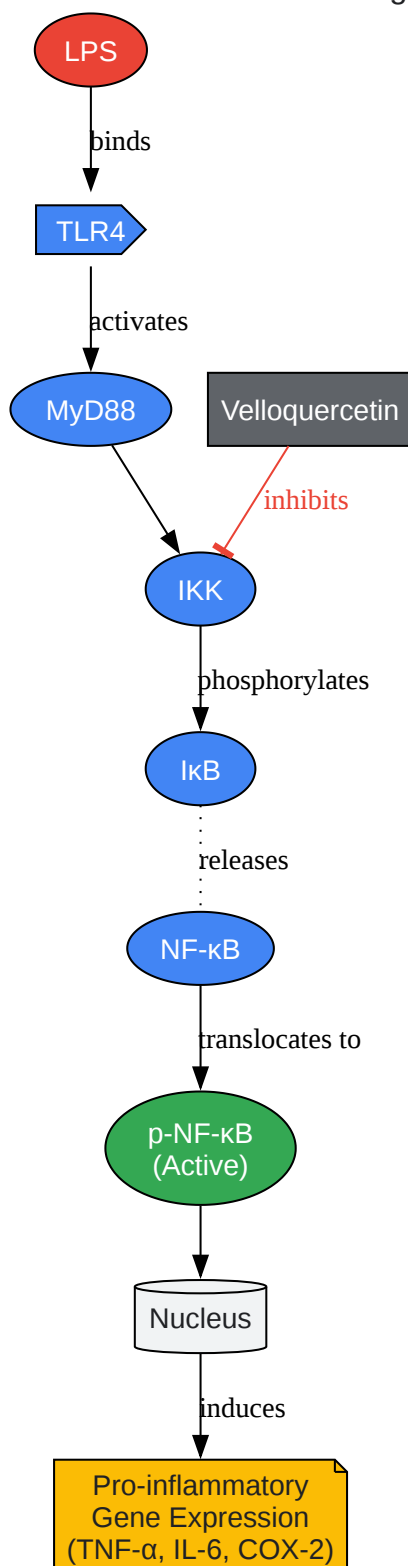 LPS
binds
TLR4
activates
MyD88
Velloquercetin
inhibits
IKK
phosphorylates
IκB
releases
NF-κB
translocates to
p-NF-κB
(Active)
Nucleus
induces
Pro-inflammatory
Gene Expression
(TNF-α, IL-6, COX-2)